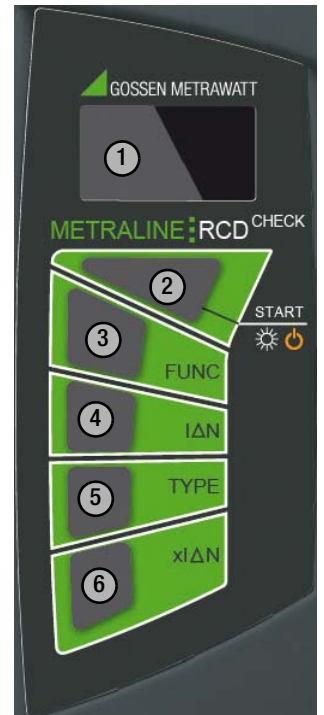 GOSSEN METRAWATT
1
METRALINE RCD CHECK
2
START
3
FUNC
4
IΔN
5
TYPE
6
xIΔN